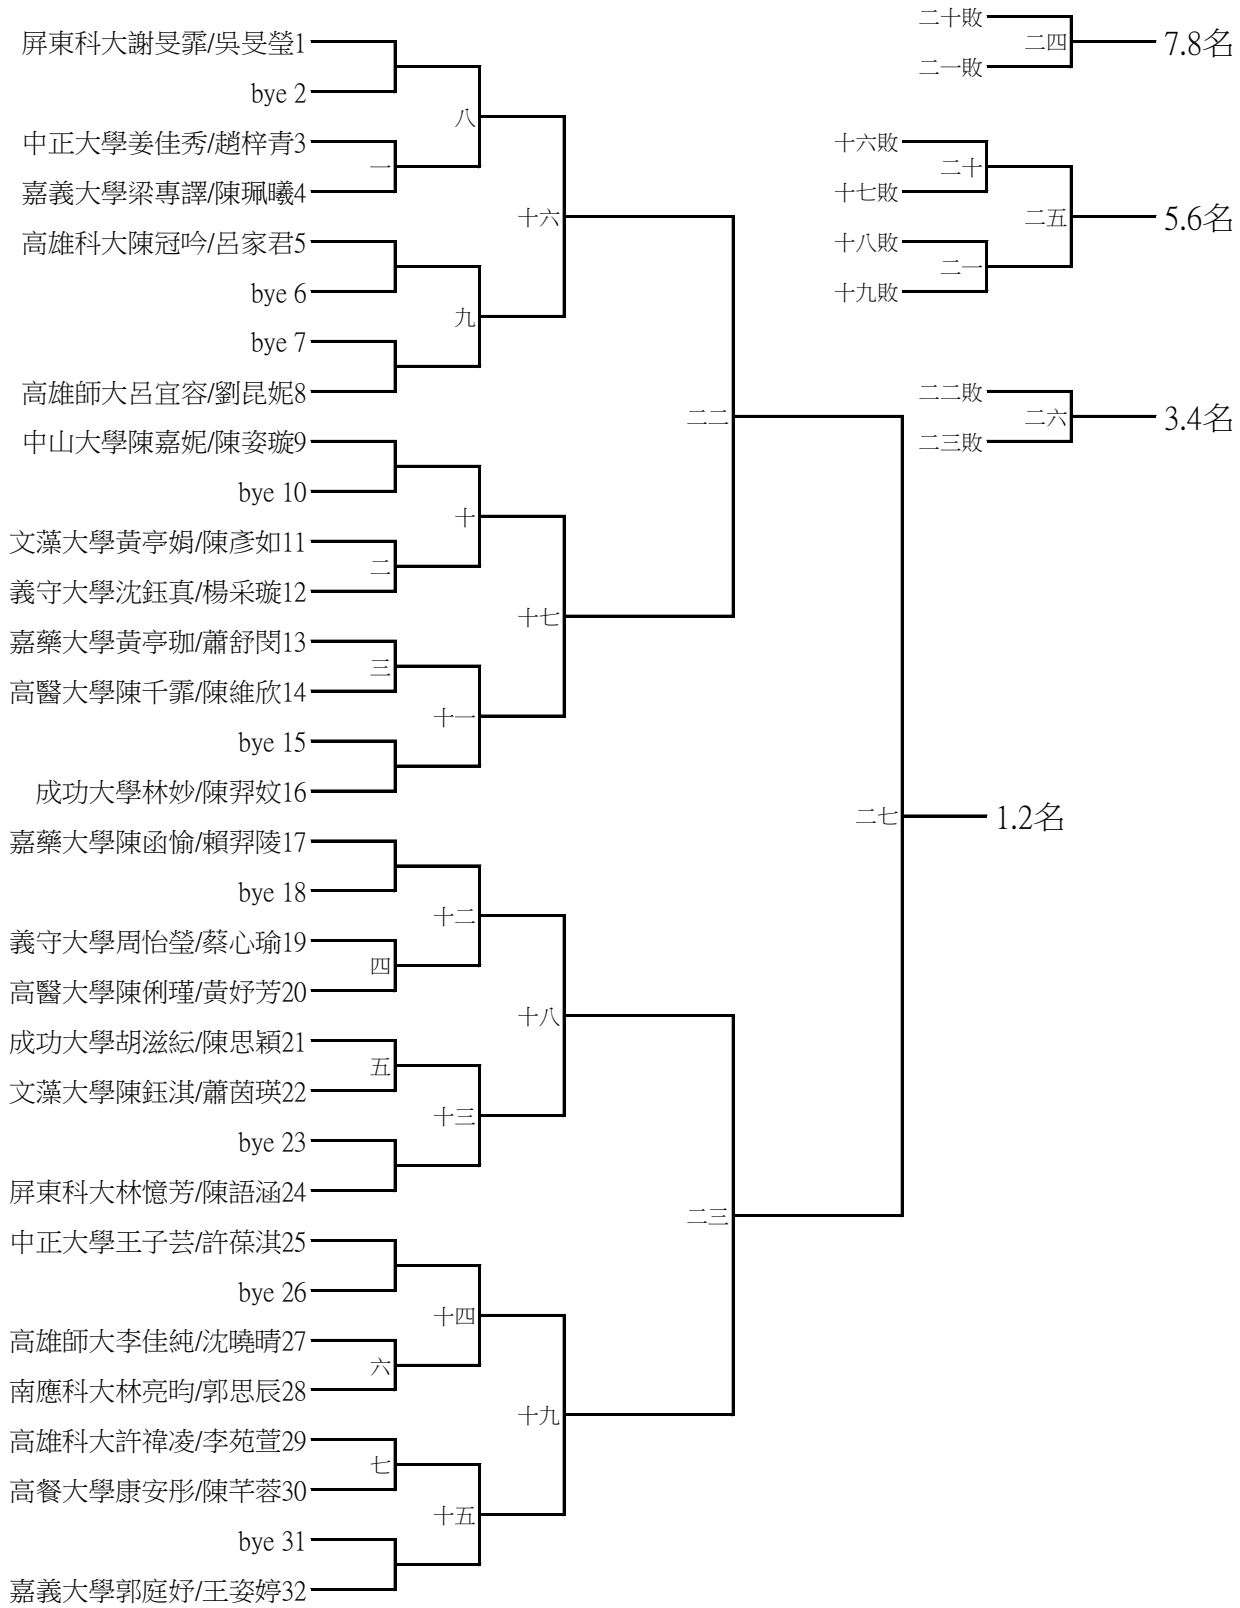 屏東科大謝旻霏/吳旻瑩1
bye 2
中正大學姜佳秀/趙梓青3
嘉義大學梁專譯/陳珮曦4
高雄科大陳冠吟/呂家君5
bye 6
bye 7
高雄師大呂宜容/劉昆妮8
中山大學陳嘉妮/陳姿璇9
bye 10
文藻大學黃亭娟/陳彥如11
義守大學沈鈺真/楊采璇12
嘉藥大學黃亭珈/蕭舒閔13
高醫大學陳千霏/陳維欣14
bye 15
成功大學林妙/陳羿妏16
嘉藥大學陳函愉/賴羿陵17
bye 18
義守大學周怡瑩/蔡心瑜19
高醫大學陳俐瑾/黃妤芳20
成功大學胡滋紜/陳思穎21
文藻大學陳鈺淇/蕭茵瑛22
bye 23
屏東科大林憶芳/陳語涵24
中正大學王子芸/許葆淇25
bye 26
高雄師大李佳純/沈曉晴27
南應科大林亮昀/郭思辰28
高雄科大許禕凌/李苑萱29
高餐大學康安彤/陳芊蓉30
bye 31
嘉義大學郭庭妤/王姿婷32
一
二
三
四
五
六
七
八
九
十
十一
十二
十三
十四
十五
十六
十七
十八
十九
二二
二三
二七
1.2名
二十敗
二一敗
二四
7.8名
十六敗
十七敗
十八敗
十九敗
二十
二一
二五
5.6名
二二敗
二三敗
二六
3.4名